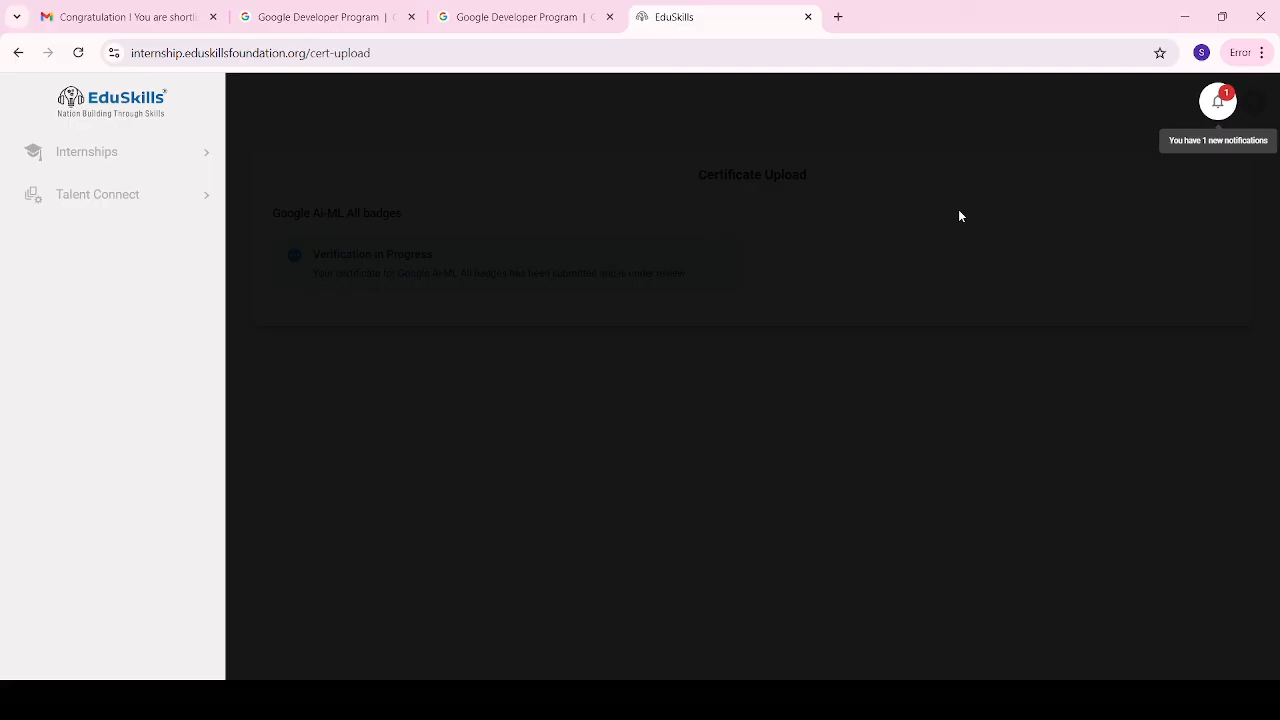 Congratulation ! You are shortli
Google Developer Program | G
Google Developer Program | G
EduSkills
internship.eduskillsfoundation.org/cert-upload
S
Error
EduSkills
Nation Building Through Skills
1
You have 1 new notifications
Internships
Talent Connect
Certificate Upload
Google AI-ML All badges
Verification in Progress
Your certificate for Google AI-ML All badges has been submitted and is under review